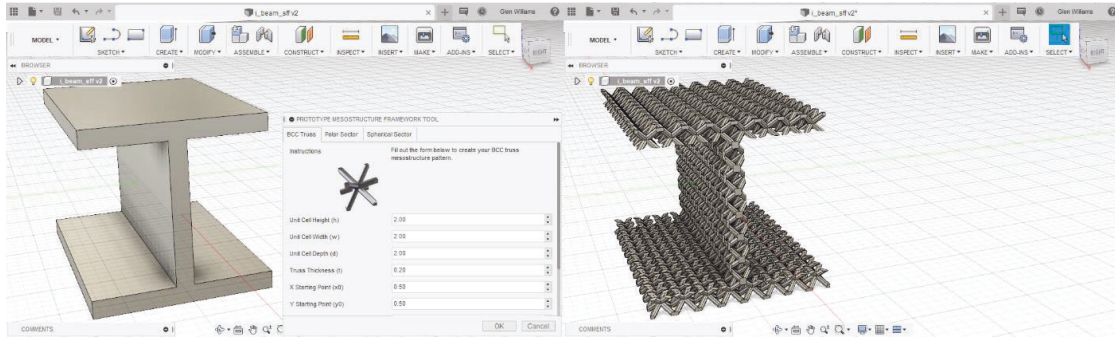 i_beam_sff v2
Glen Williams
MODEL
SKETCH
CREATE
MODIFY
ASSEMBLE
CONSTRUCT
INSPECT
INSERT
MAKE
ADD-INS
SELECT
RIGHT
BROWSER
i_beam_sff v2
PROTOTYPE MESOSTRUCTURE FRAMEWORK TOOL
BCC Truss Polar Sector Spherical Sector
Instructions
Fill out the form below to create your BCC truss
mesostructure pattern.
Unit Cell Height (h) 2.00
Unit Cell Width (w) 2.00
Unit Cell Depth (d) 2.00
Truss Thickness (t) 0.20
X Starting Point (x0) 0.50
Y Starting Point (y0) 0.50
OK Cancel
COMMENTS
i_beam_sff v2*
Glen Williams
MODEL
SKETCH
CREATE
MODIFY
ASSEMBLE
CONSTRUCT
INSPECT
INSERT
MAKE
ADD-INS
SELECT
RIGHT
BROWSER
i_beam_sff v2
COMMENTS